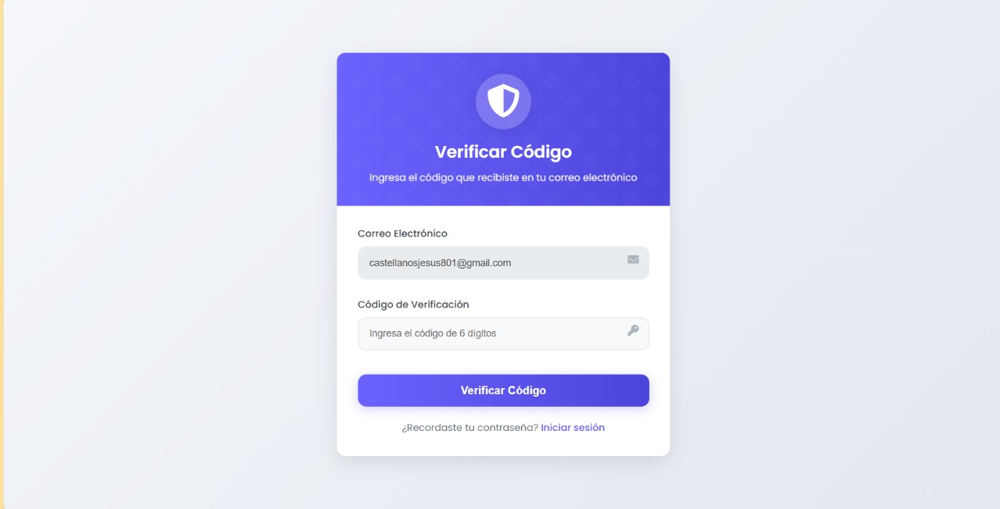 Verificar Código
Ingresa el código que recibiste en tu correo electrónico
Correo Electrónico
castellanosjesus801@gmail.com
Código de Verificación
Ingresa el código de 6 dígitos
Verificar Código
¿Recordaste tu contraseña? Iniciar sesión